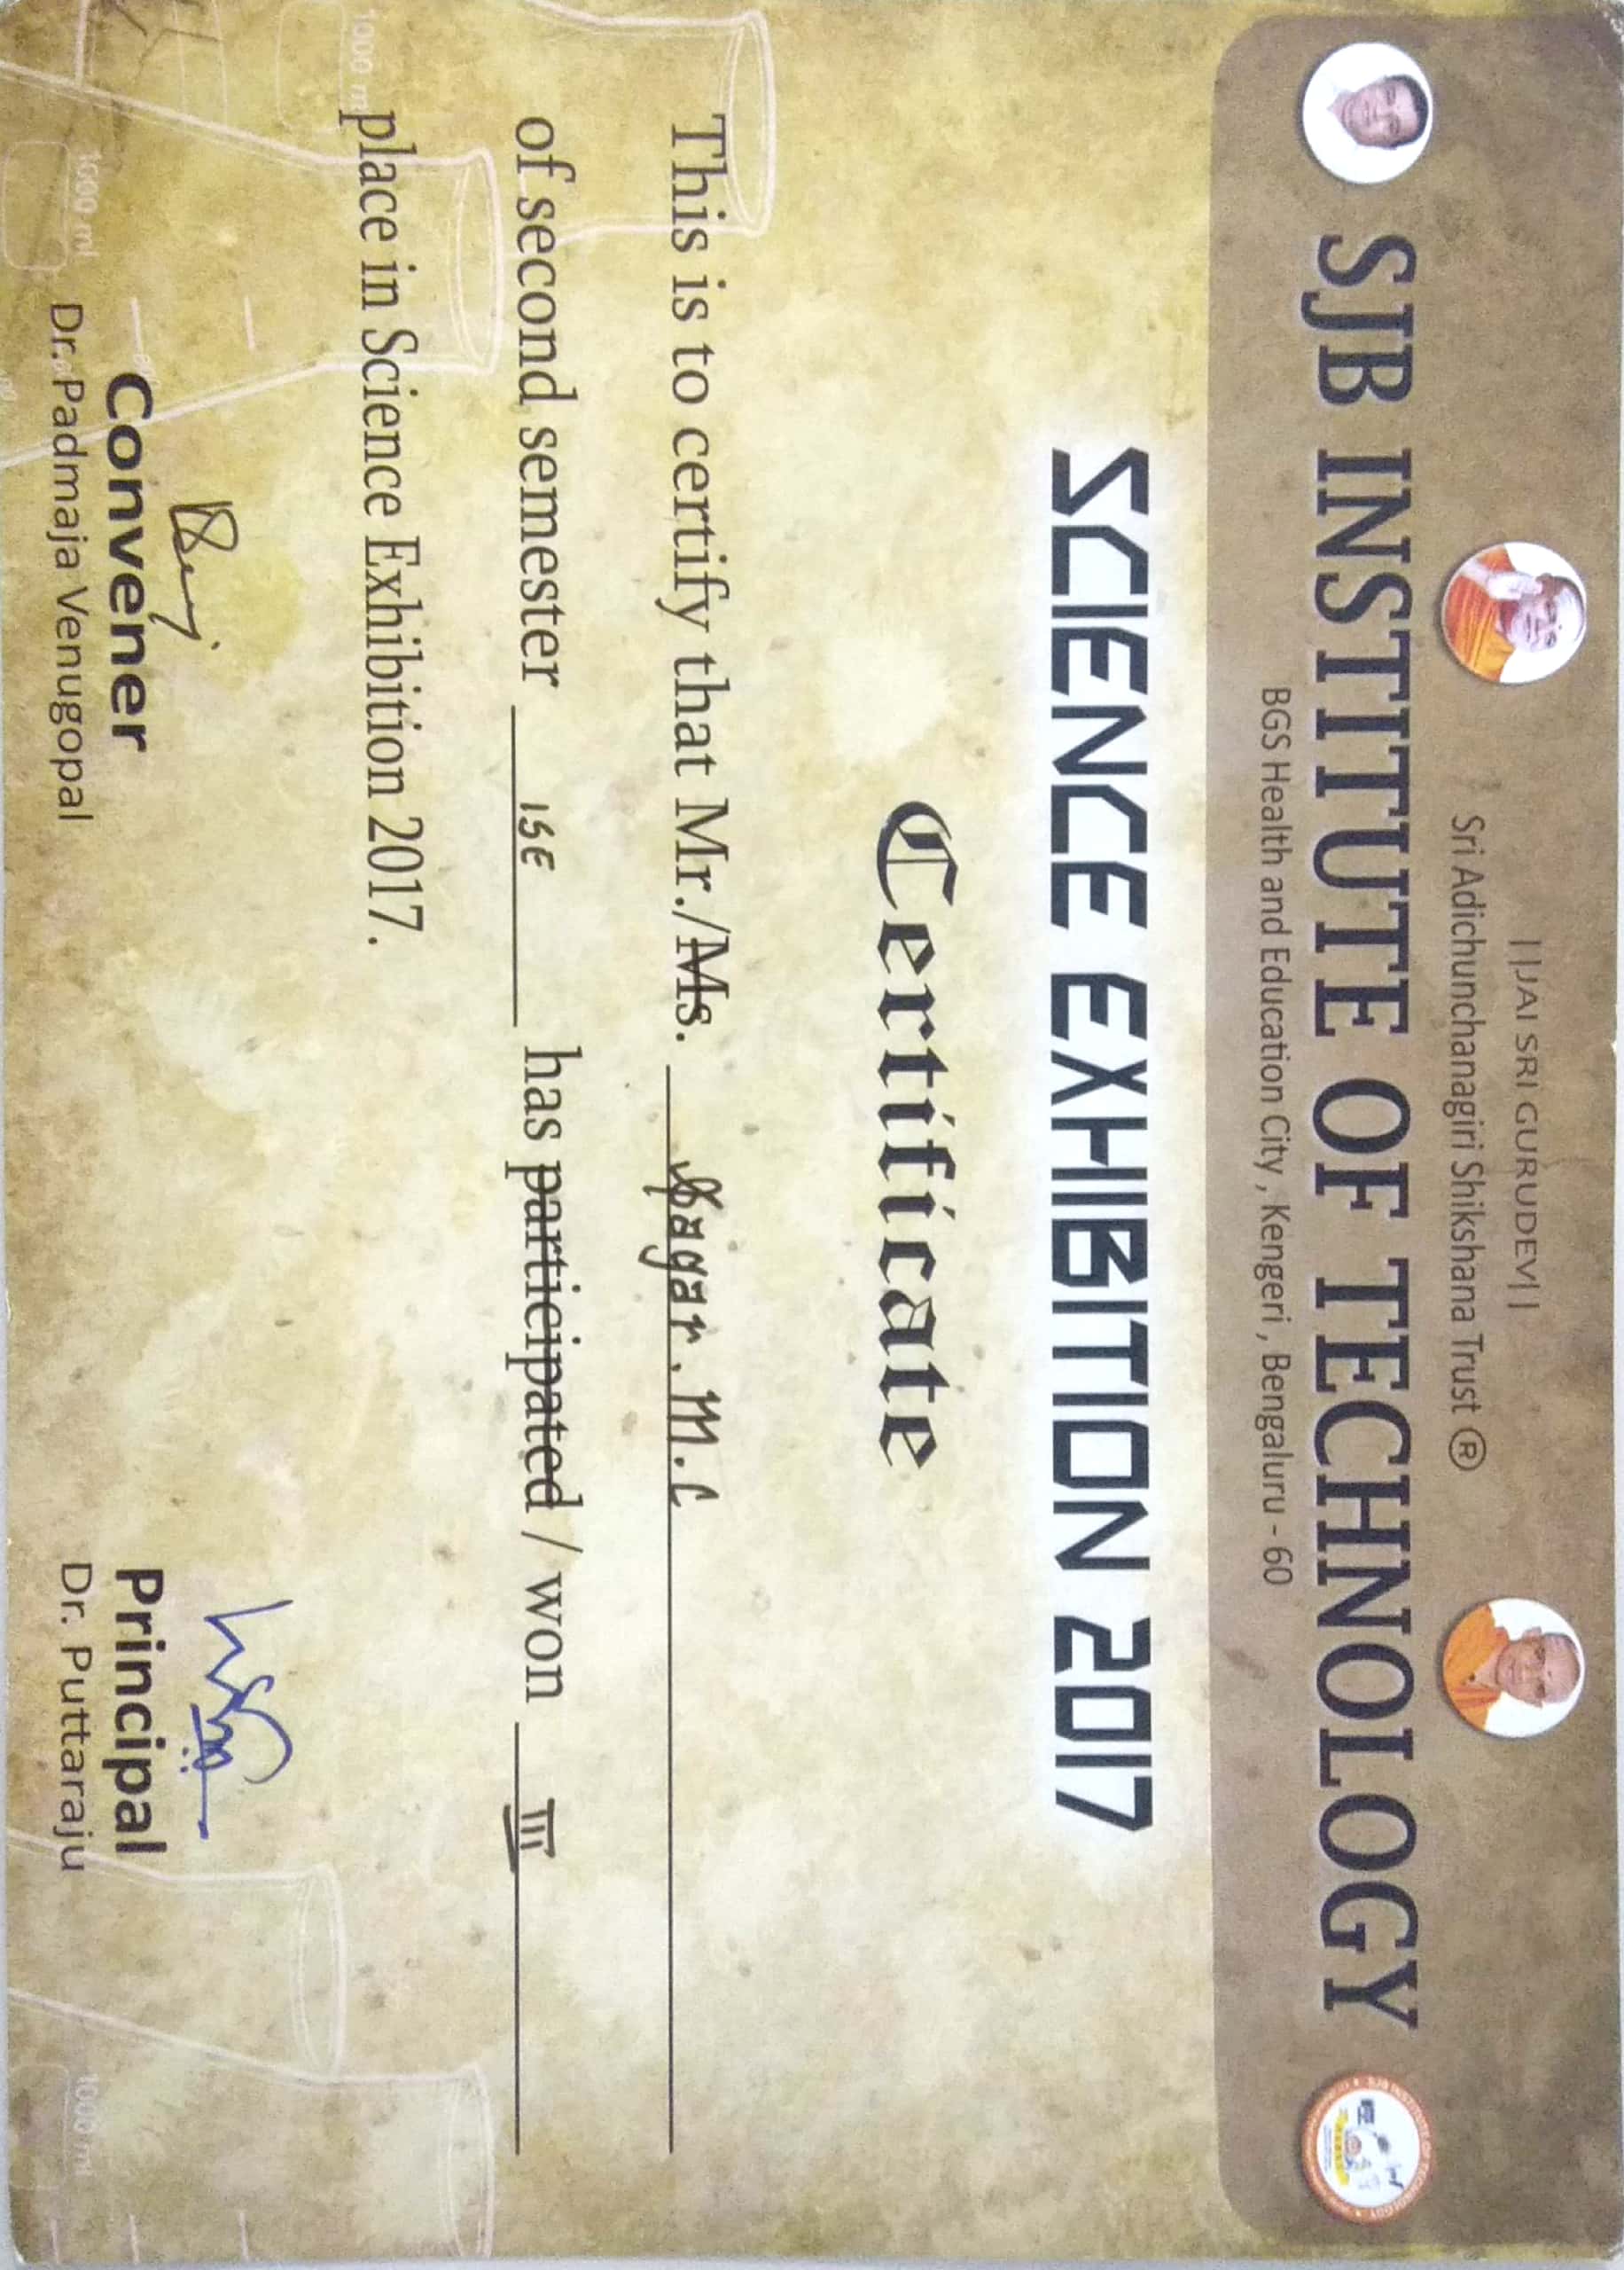 ||JAI SRI GURUDEV||
Sri Adichunchanagiri Shikshana Trust ®
SJB INSTITUTE OF TECHNOLOGY
BGS Health and Education City , Kengeri , Bengaluru - 60
SCIENCE EXHIBITION 2017
Certificate
This is to certify that Mr./Ms. Sagar . M.C
of second semester ISE has participated / won III
place in Science Exhibition 2017.
1000 ml
Convener
Principal
Dr. Padmaja Venugopal
Dr. Puttaraju
1000 ml
1000 ml